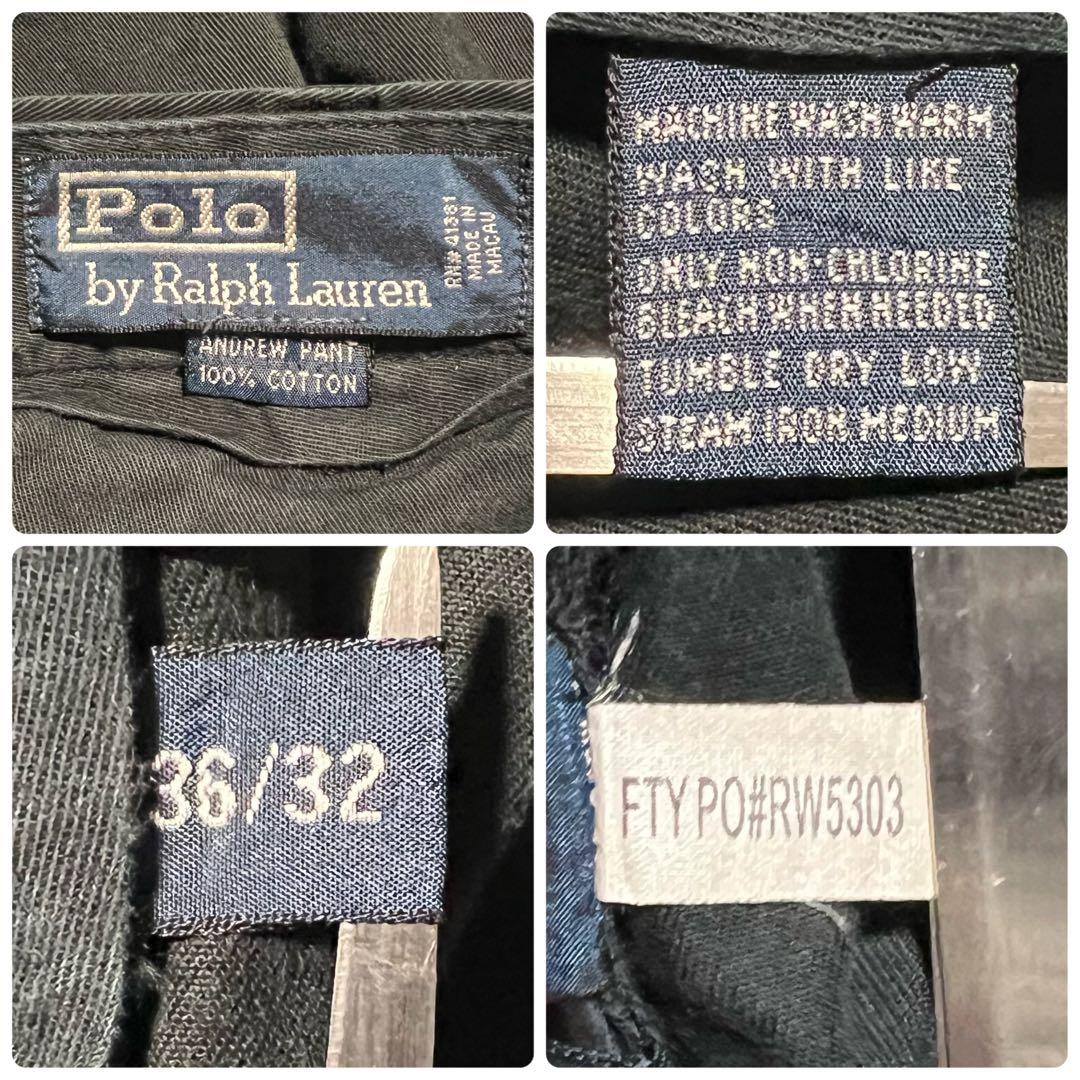 Polo
by Ralph Lauren
RN# 41381
MADE IN
MACAU
ANDREW PANT
100% COTTON
MACHINE WASH WARM
WASH WITH LIKE
COLORS
ONLY NON CHLORINE
BLEACH WHEN NEEDED
TUMBLE DRY LOW
STEAM IRON MEDIUM
36/32
FTY PO#RW5303